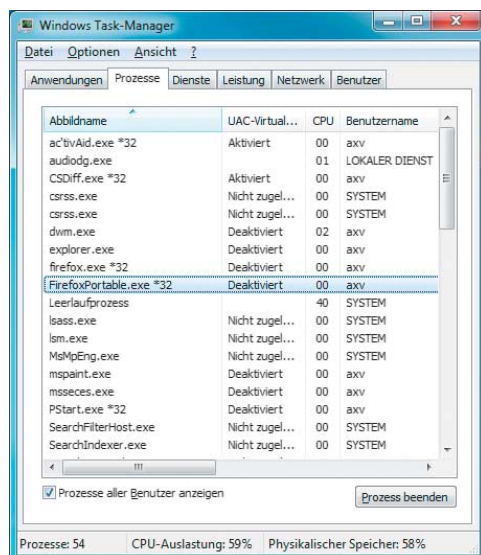 Windows Task-Manager
Datei Optionen Ansicht ?
Anwendungen Prozesse Dienste Leistung Netzwerk Benutzer
Abbildname UAC-Virtual... CPU Benutzername
ac'tivAid.exe *32 Aktiviert 00 axv
audiodg.exe 01 LOKALER DIENST
CSDiff.exe *32 Aktiviert 00 axv
csrss.exe Nicht zugel... 00 SYSTEM
csrss.exe Nicht zugel... 00 SYSTEM
dwm.exe Deaktiviert 02 axv
explorer.exe Deaktiviert 00 axv
firefox.exe *32 Deaktiviert 00 axv
FirefoxPortable.exe *32 Deaktiviert 00 axv
Leerlaufprozess 40 SYSTEM
lsass.exe Nicht zugel... 00 SYSTEM
lsm.exe Nicht zugel... 00 SYSTEM
MsMpEng.exe Nicht zugel... 00 SYSTEM
mspaint.exe Deaktiviert 00 axv
msseces.exe Deaktiviert 00 axv
PStart.exe *32 Deaktiviert 00 axv
SearchFilterHost.exe Nicht zugel... 00 SYSTEM
SearchIndexer.exe Nicht zugel... 00 SYSTEM
Prozesse aller Benutzer anzeigen Prozess beenden
Prozesse: 54 CPU-Auslastung: 59% Physikalischer Speicher: 58%